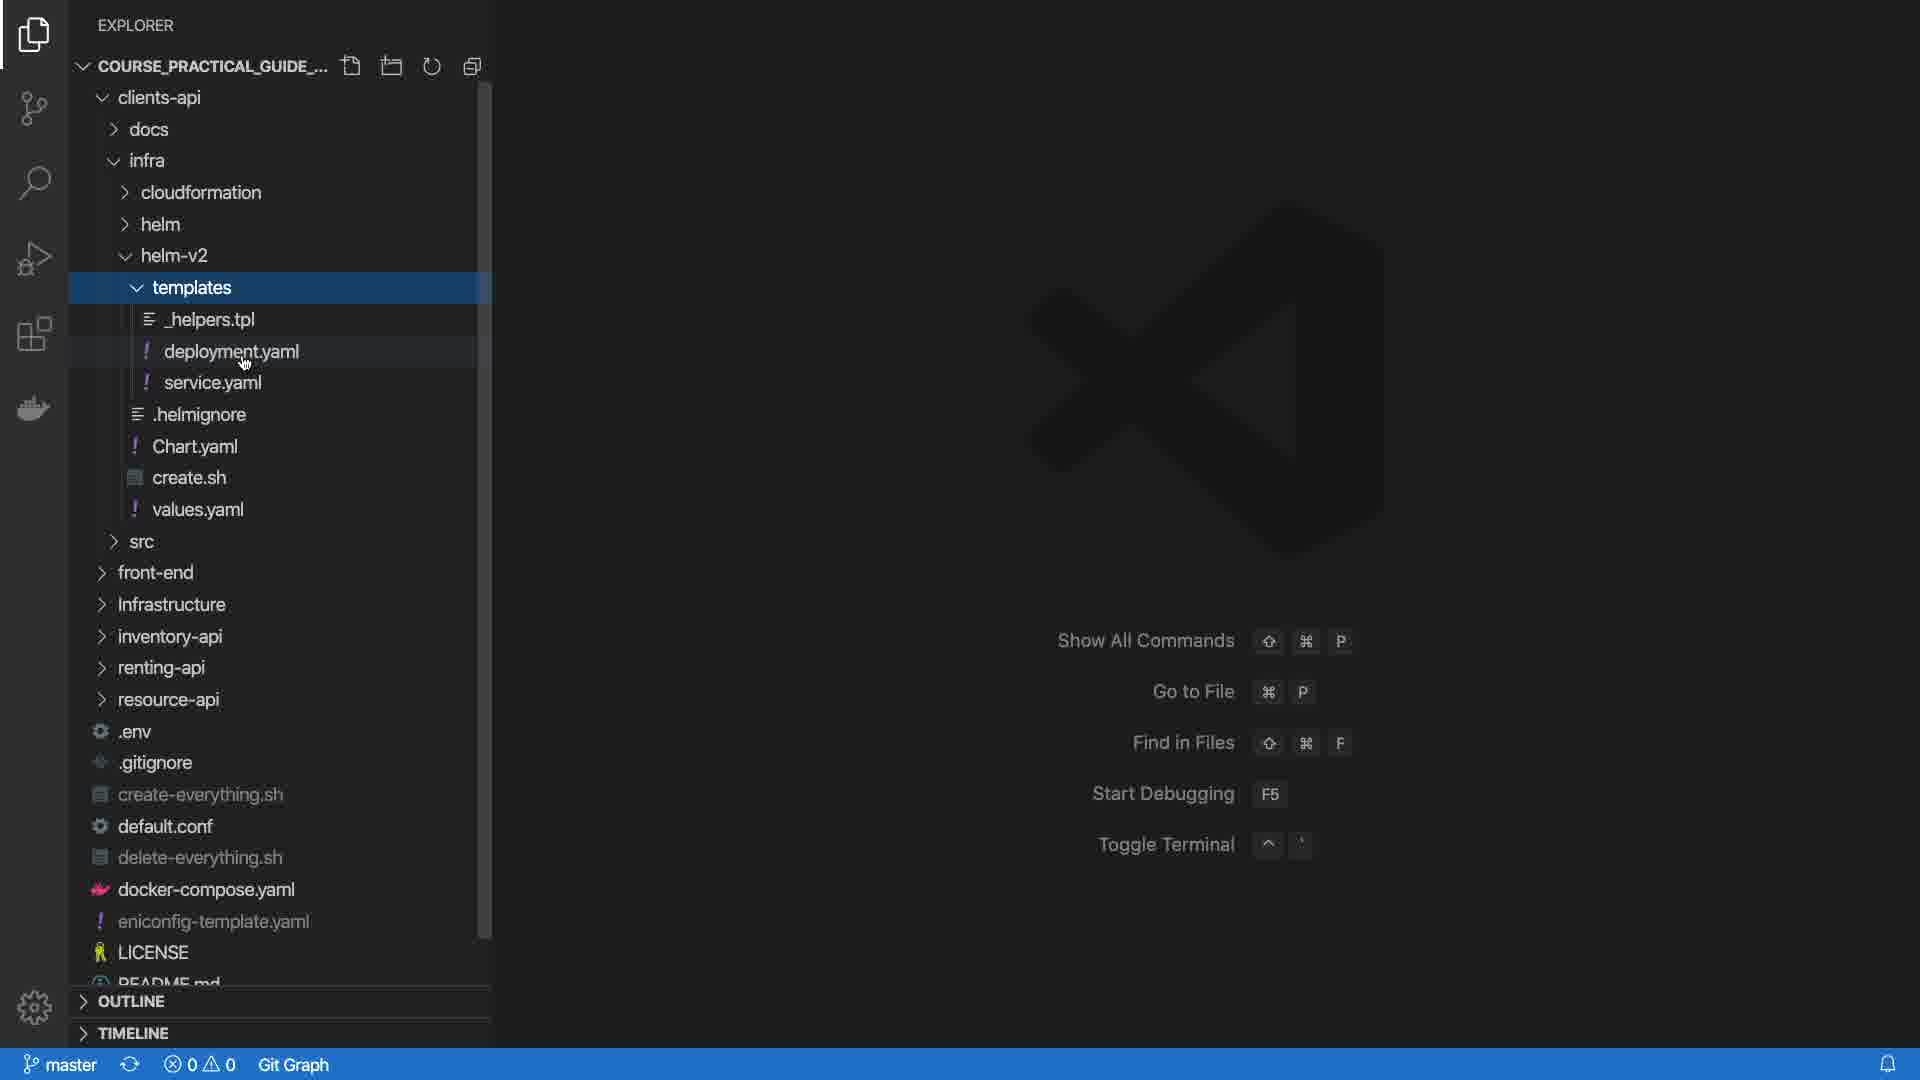 EXPLORER
COURSE_PRACTICAL_GUIDE_...
clients-api
docs
infra
cloudformation
helm
helm-v2
templates
_helpers.tpl
deployment.yaml
service.yaml
.helmignore
Chart.yaml
create.sh
values.yaml
src
front-end
Infrastructure
inventory-api
renting-api
resource-api
.env
.gitignore
create-everything.sh
default.conf
delete-everything.sh
docker-compose.yaml
eniconfig-template.yaml
LICENSE
README.md
OUTLINE
TIMELINE
Show All Commands ⇧ ⌘ P
Go to File ⌘ P
Find in Files ⇧ ⌘ F
Start Debugging F5
Toggle Terminal ^ `
master 0 0 Git Graph